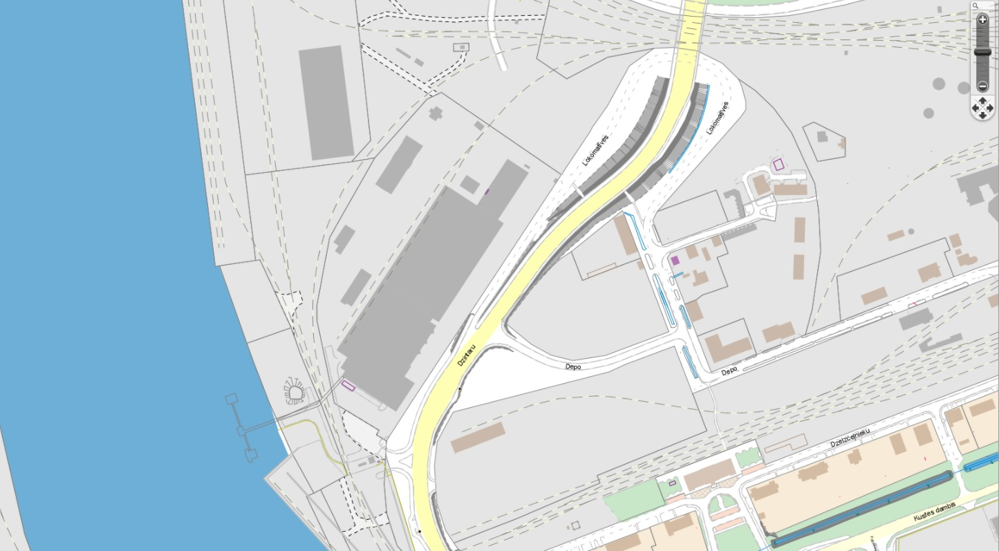 Lokomatīves
Lokomatīves
Dzintaru
Depo
Depo
Dzelzceļnieku
Kustes dambis